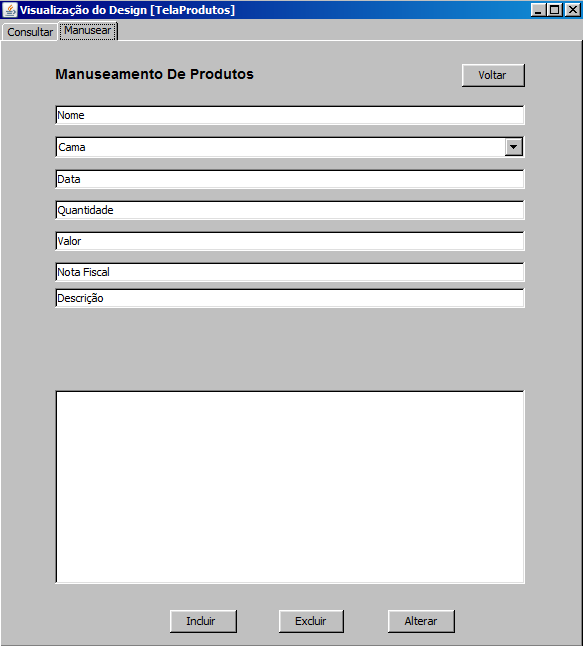 Visualização do Design [TelaProdutos]
Consultar Manusear
Manuseamento De Produtos Voltar
Nome
Cama
Data
Quantidade
Valor
Nota Fiscal
Descrição
Incluir Excluir Alterar